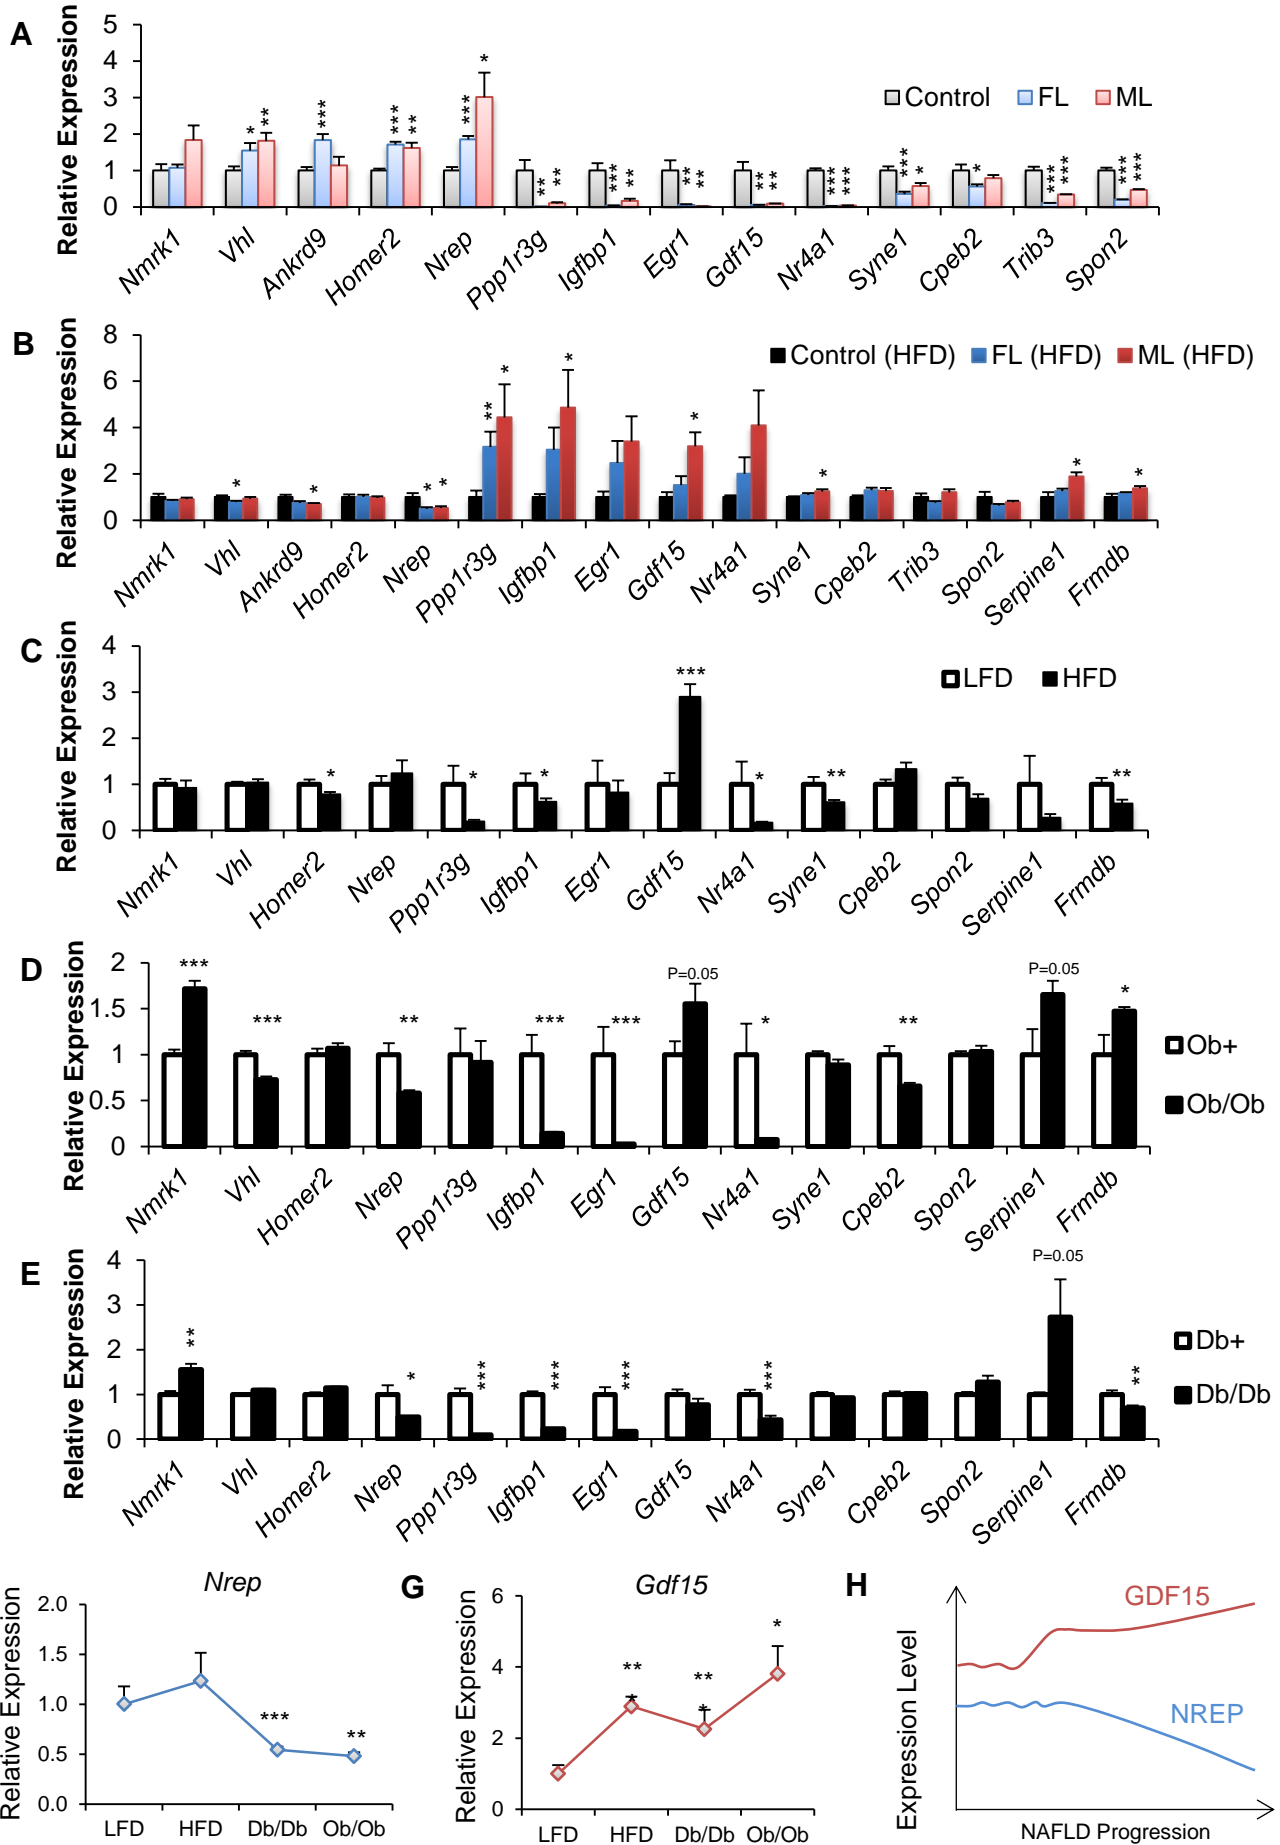 A
Relative Expression
5
4
3
2
1
0
Control FL ML
* ** *** *** ** *** * ** ** *** ** ** ** ** ** *** *** *** * * *** *** *** ***
Nmrk1 Vhl Ankrd9 Homer2 Nrep Ppp1r3g Igfbp1 Egr1 Gdf15 Nr4a1 Syne1 Cpeb2 Trib3 Spon2
B
Relative Expression
8
6
4
2
0
Control (HFD) FL (HFD) ML (HFD)
* * * * ** * * * * * *
Nmrk1 Vhl Ankrd9 Homer2 Nrep Ppp1r3g Igfbp1 Egr1 Gdf15 Nr4a1 Syne1 Cpeb2 Trib3 Spon2 Serpine1 Frmdb
C
Relative Expression
4
3
2
1
0
LFD HFD
* * * *** * ** **
Nmrk1 Vhl Homer2 Nrep Ppp1r3g Igfbp1 Egr1 Gdf15 Nr4a1 Syne1 Cpeb2 Spon2 Serpine1 Frmdb
D
Relative Expression
2
1.5
1
0.5
0
*** *** ** *** *** P=0.05 * ** P=0.05 *
Ob+
Ob/Ob
Nmrk1 Vhl Homer2 Nrep Ppp1r3g Igfbp1 Egr1 Gdf15 Nr4a1 Syne1 Cpeb2 Spon2 Serpine1 Frmdb
E
Relative Expression
4
3
2
1
0
** * *** *** *** *** P=0.05 **
Db+
Db/Db
Nmrk1 Vhl Homer2 Nrep Ppp1r3g Igfbp1 Egr1 Gdf15 Nr4a1 Syne1 Cpeb2 Spon2 Serpine1 Frmdb
Nrep
Relative Expression
2.0
1.5
1.0
0.5
0.0
*** **
LFD HFD Db/Db Ob/Ob
G
Gdf15
Relative Expression
6
4
2
0
** ** *
LFD HFD Db/Db Ob/Ob
H
Expression Level
GDF15
NREP
NAFLD Progression